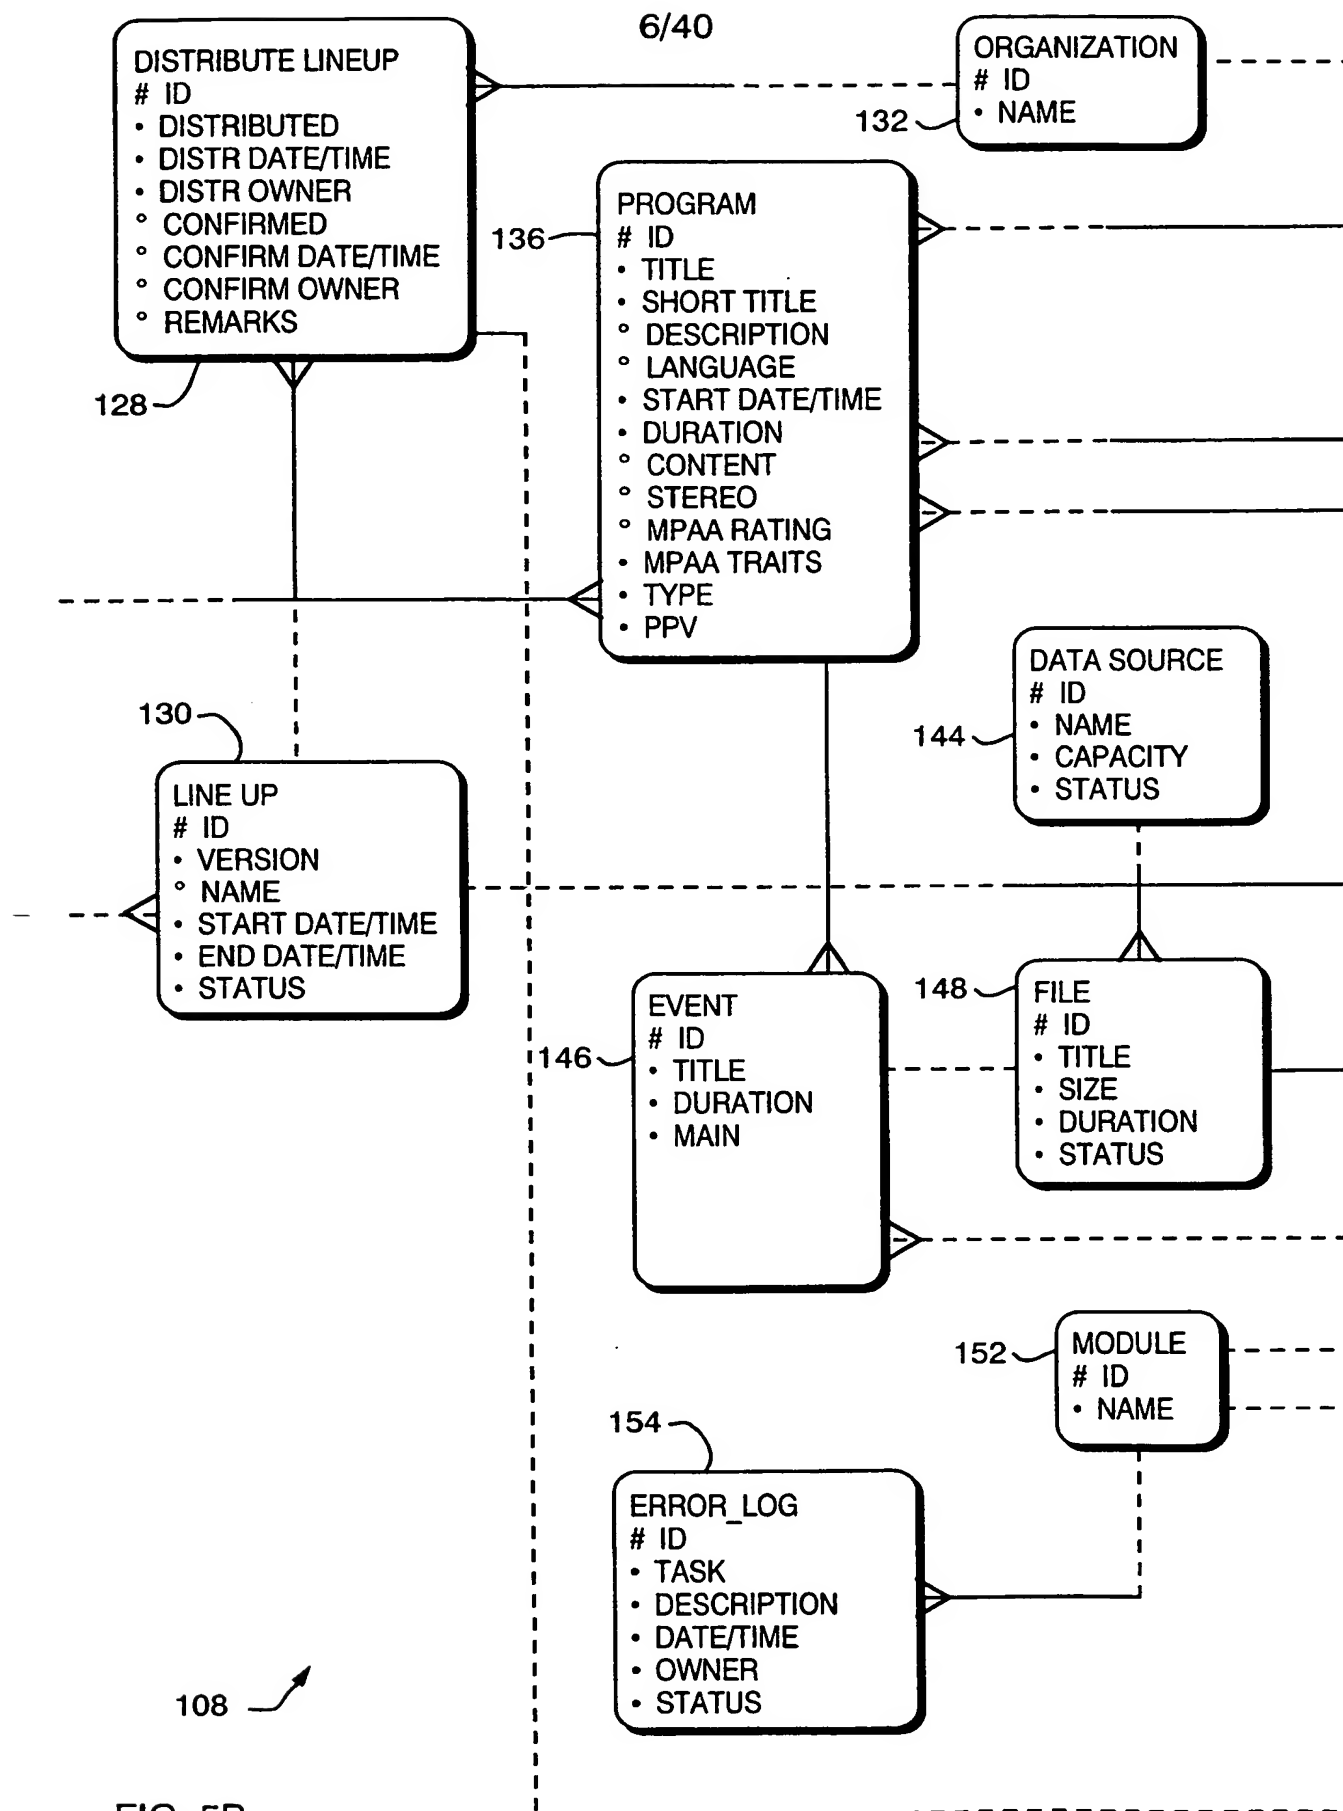 6/40
DISTRIBUTE LINEUP
# ID
• DISTRIBUTED
• DISTR DATE/TIME
• DISTR OWNER
° CONFIRMED
° CONFIRM DATE/TIME
° CONFIRM OWNER
° REMARKS
128
ORGANIZATION
# ID
• NAME
132
PROGRAM
# ID
• TITLE
• SHORT TITLE
° DESCRIPTION
° LANGUAGE
• START DATE/TIME
• DURATION
° CONTENT
° STEREO
° MPAA RATING
• MPAA TRAITS
• TYPE
• PPV
136
130
LINE UP
# ID
• VERSION
° NAME
• START DATE/TIME
• END DATE/TIME
• STATUS
DATA SOURCE
# ID
• NAME
• CAPACITY
• STATUS
144
EVENT
# ID
• TITLE
• DURATION
• MAIN
146
148
FILE
# ID
• TITLE
• SIZE
• DURATION
• STATUS
152
MODULE
# ID
• NAME
154
ERROR_LOG
# ID
• TASK
• DESCRIPTION
• DATE/TIME
• OWNER
• STATUS
108
FIG. 5B